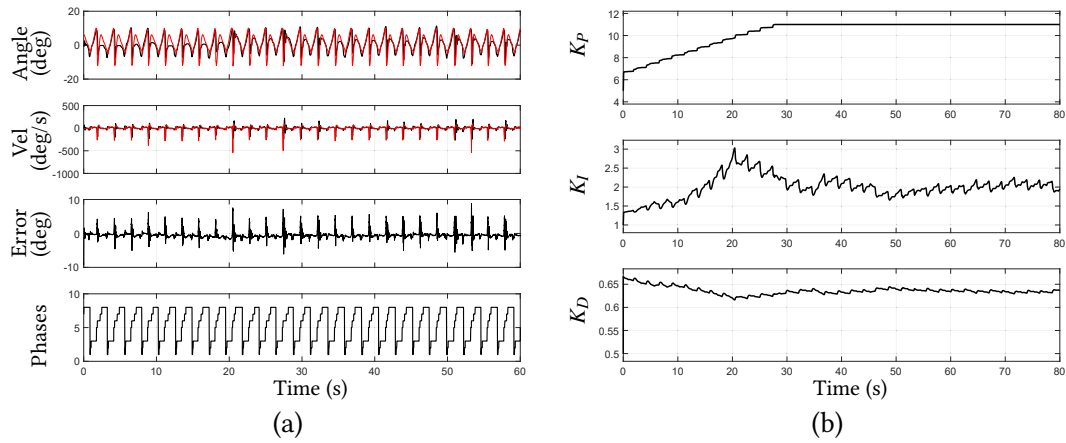 20
0
-20
Angle
(deg)
500
0
-500
-1000
Vel
(deg/s)
10
0
-10
Error
(deg)
10
5
0
Phases
0 10 20 30 40 50 60
Time (s)
(a)
12
10
8
6
4
K_P
0 10 20 30 40 50 60 70 80
3
2.5
2
1.5
1
K_I
0 10 20 30 40 50 60 70 80
0.65
0.6
0.55
0.5
K_D
0 10 20 30 40 50 60 70 80
Time (s)
(b)